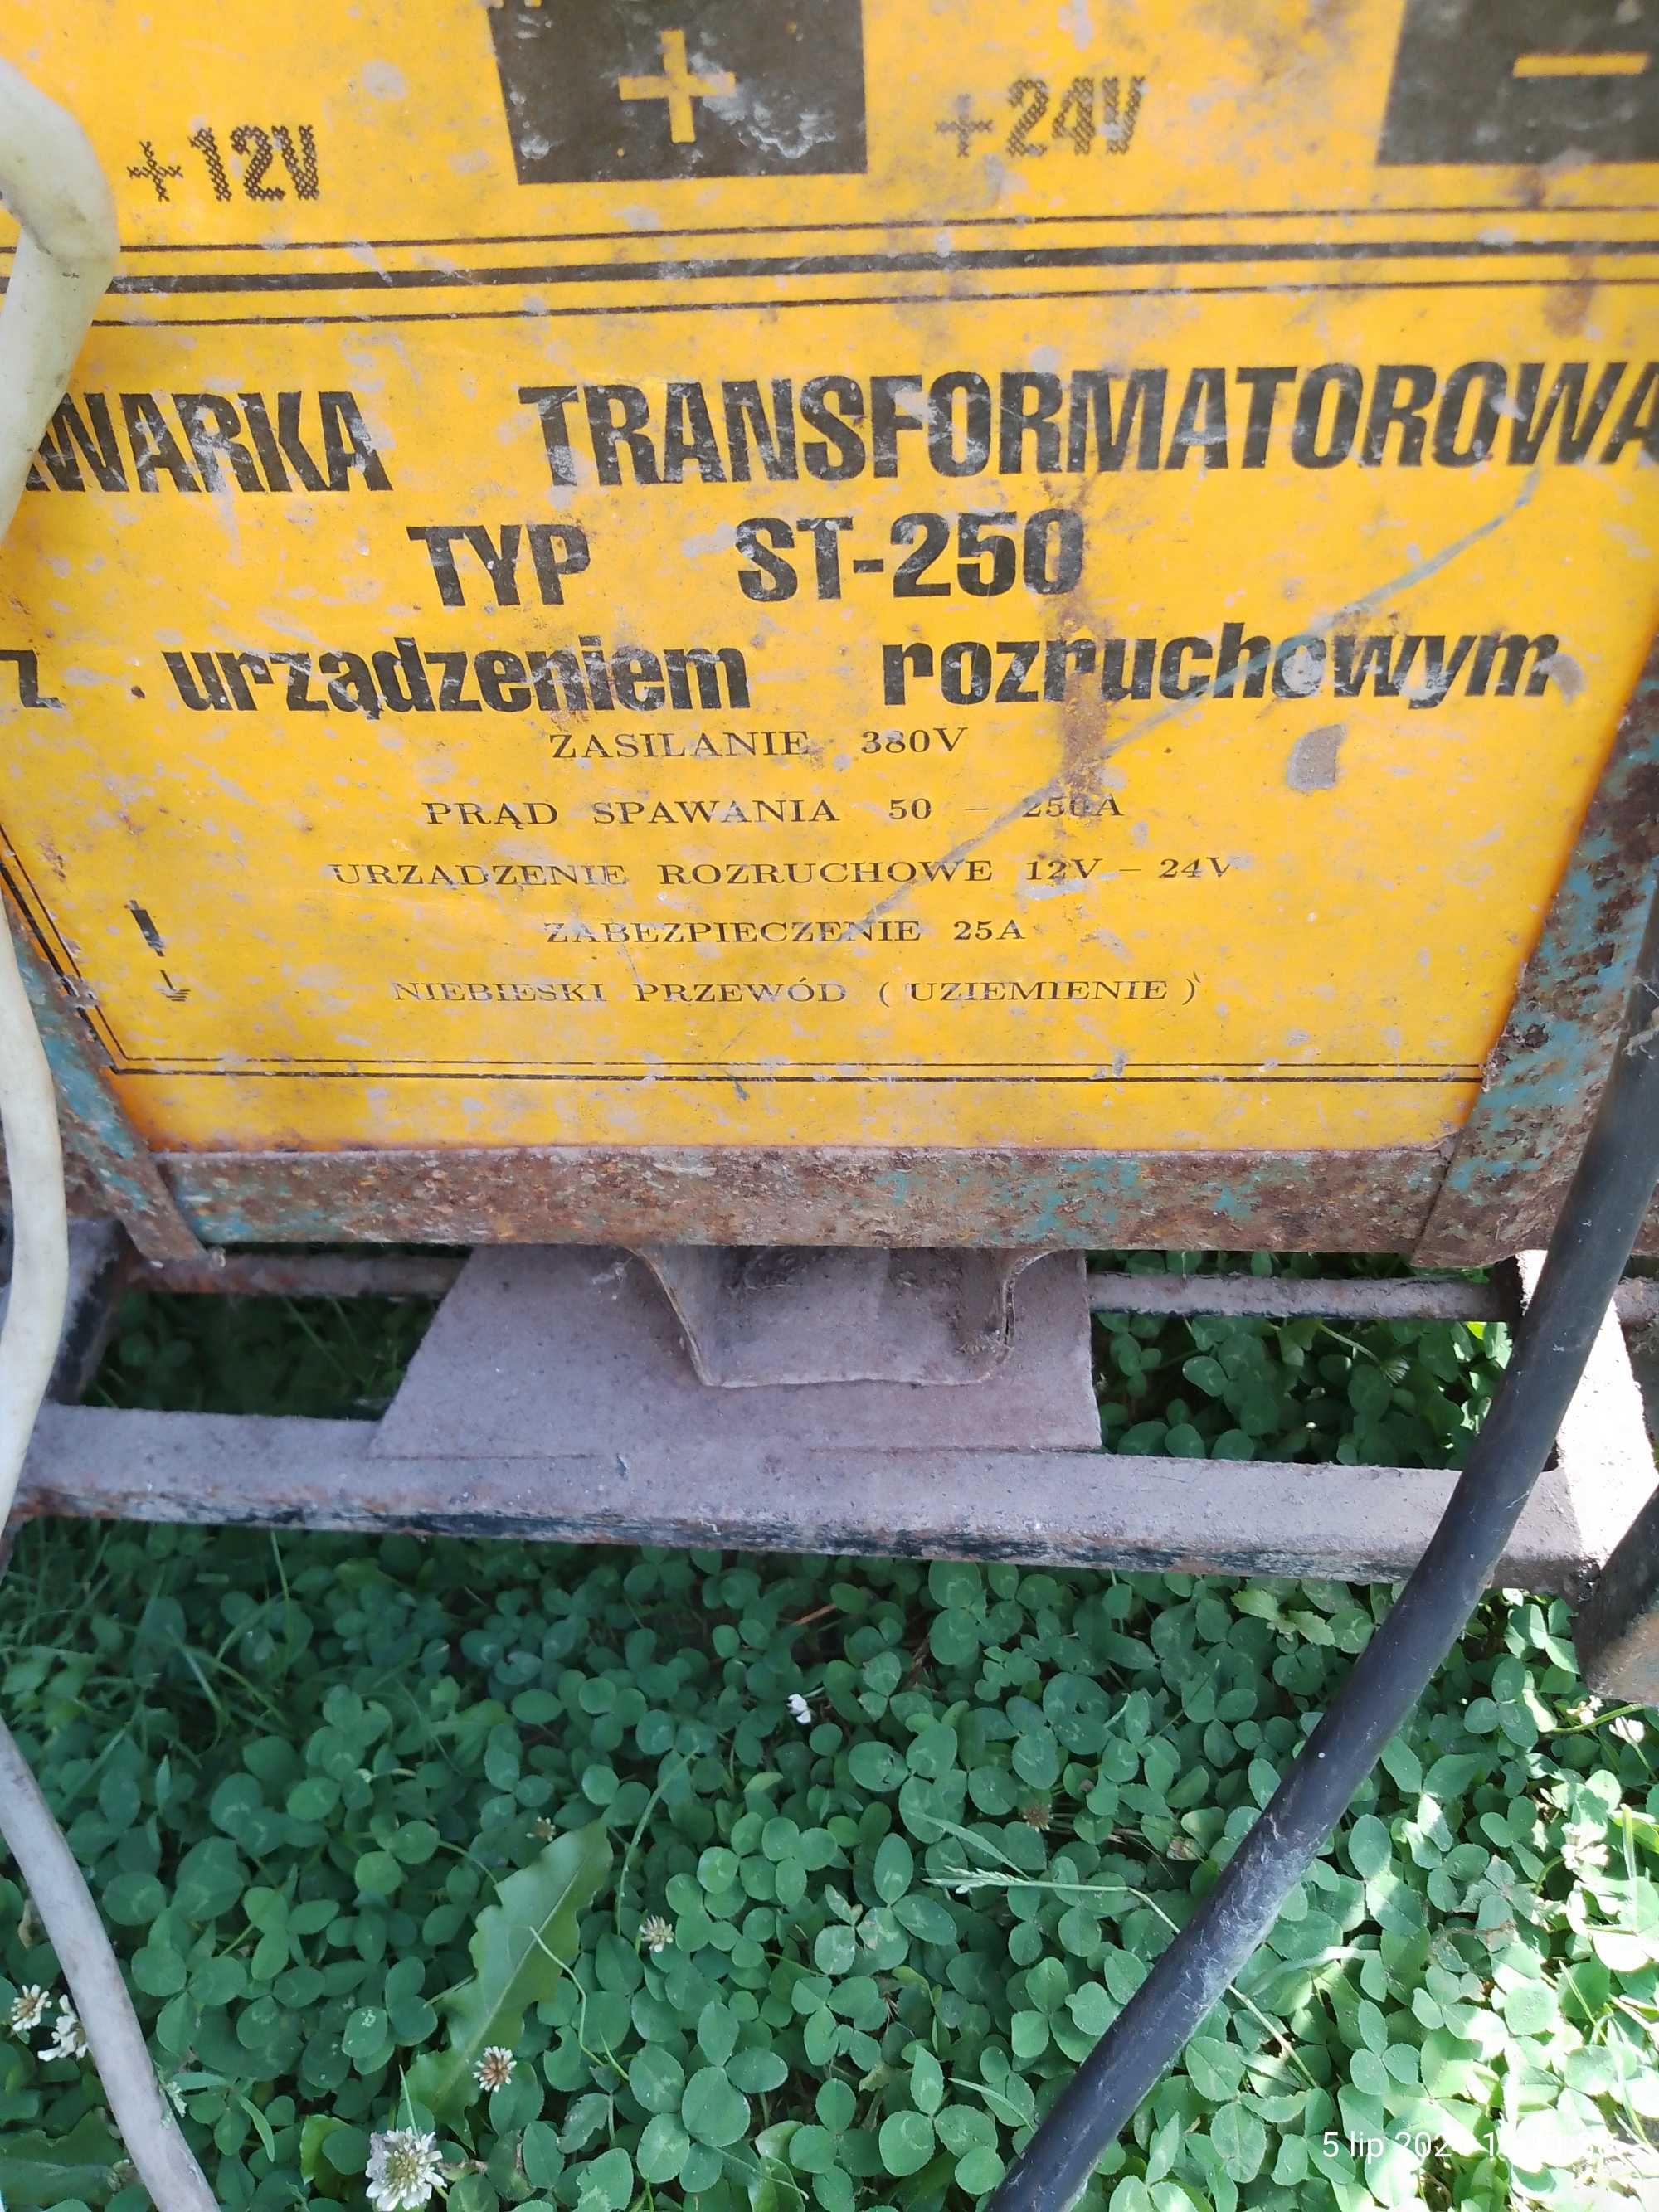 +
-
+12V +24V
WARKA TRANSFORMATOROWA
TYP ST-250
z urządzeniem rozruchowym
ZASILANIE 380V
PRĄD SPAWANIA 50 - 250A
URZĄDZENIE ROZRUCHOWE 12V - 24V
ZABEZPIECZENIE 25A
NIEBIESKI PRZEWÓD ( UZIEMIENIE )
5 lip